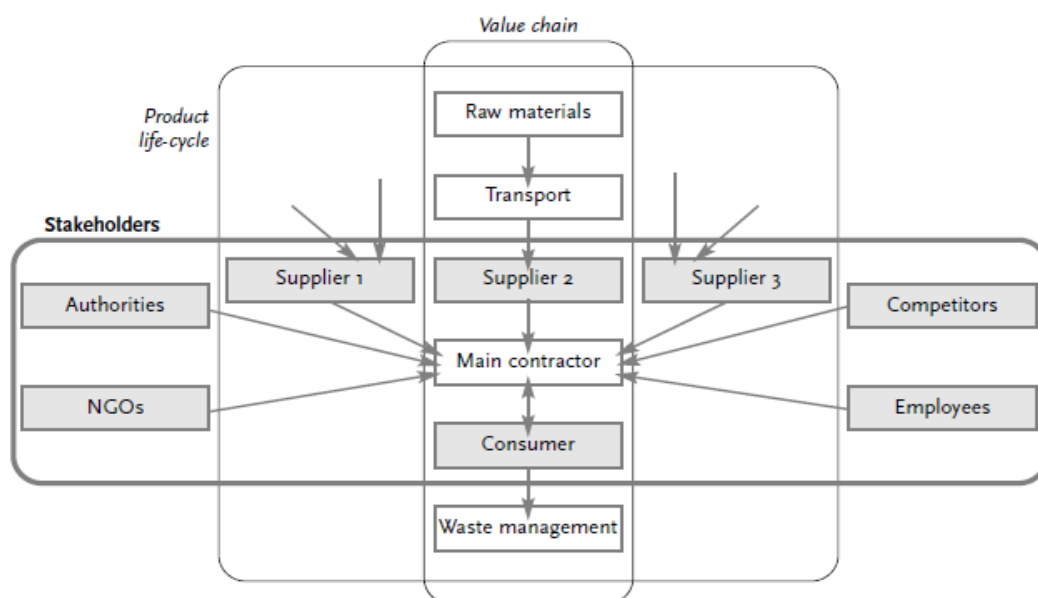 Value chain
Product
life-cycle
Raw materials
Transport
Stakeholders
Supplier 1
Supplier 2
Supplier 3
Authorities
Competitors
Main contractor
NGOs
Employees
Consumer
Waste management